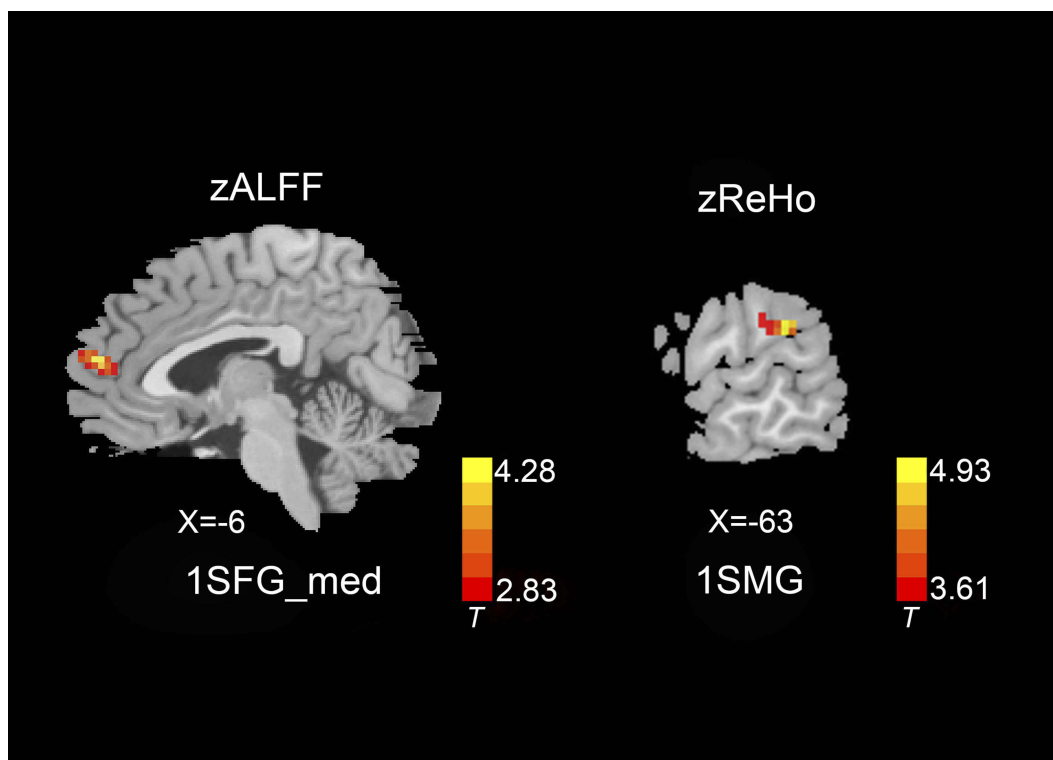 zALFF
zReHo
4.28
2.83
T
X=-6
1SFG_med
4.93
3.61
T
X=-63
1SMG